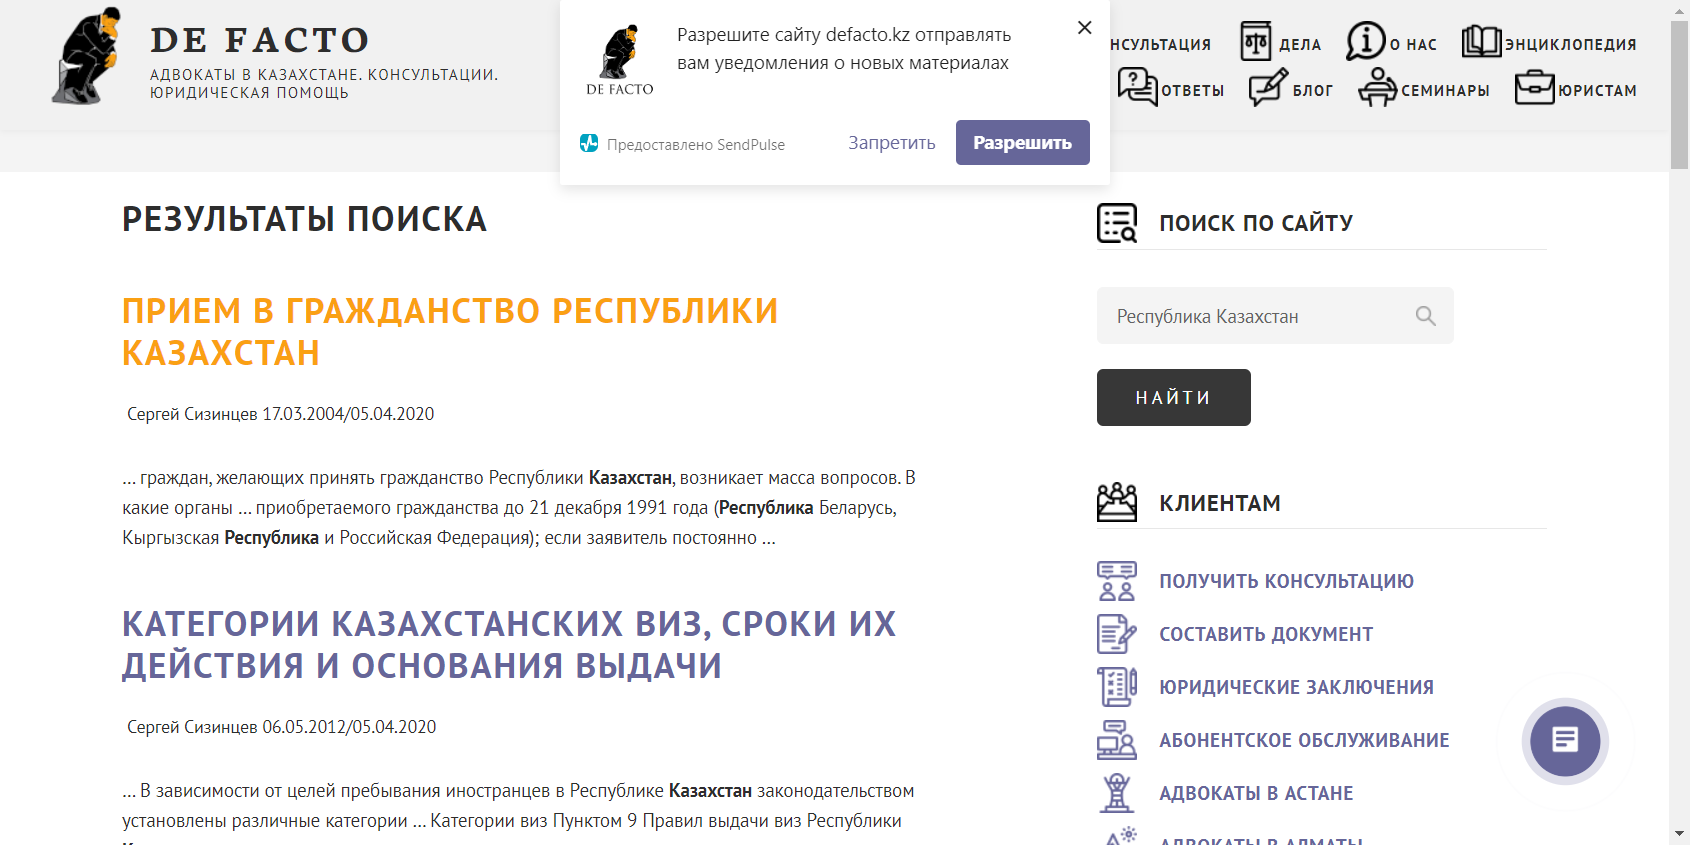 DE FACTO
АДВОКАТЫ В КАЗАХСТАНЕ. КОНСУЛЬТАЦИИ.
ЮРИДИЧЕСКАЯ ПОМОЩЬ
DE FACTO
Разрешите сайту defacto.kz отправлять
вам уведомления о новых материалах
Предоставлено SendPulse
Запретить
Разрешить
НСУЛЬТАЦИЯ
ДЕЛА
О НАС
ЭНЦИКЛОПЕДИЯ
ОТВЕТЫ
БЛОГ
СЕМИНАРЫ
ЮРИСТАМ
РЕЗУЛЬТАТЫ ПОИСКА
ПРИЕМ В ГРАЖДАНСТВО РЕСПУБЛИКИ
КАЗАХСТАН
Сергей Сизинцев 17.03.2004/05.04.2020
... граждан, желающих принять гражданство Республики Казахстан, возникает масса вопросов. В
какие органы ... приобретаемого гражданства до 21 декабря 1991 года (Республика Беларусь,
Кыргызская Республика и Российская Федерация); если заявитель постоянно ...
КАТЕГОРИИ КАЗАХСТАНСКИХ ВИЗ, СРОКИ ИХ
ДЕЙСТВИЯ И ОСНОВАНИЯ ВЫДАЧИ
Сергей Сизинцев 06.05.2012/05.04.2020
... В зависимости от целей пребывания иностранцев в Республике Казахстан законодательством
установлены различные категории ... Категории виз Пунктом 9 Правил выдачи виз Республики
ПОИСК ПО САЙТУ
Республика Казахстан
НАЙТИ
КЛИЕНТАМ
ПОЛУЧИТЬ КОНСУЛЬТАЦИЮ
СОСТАВИТЬ ДОКУМЕНТ
ЮРИДИЧЕСКИЕ ЗАКЛЮЧЕНИЯ
АБОНЕНТСКОЕ ОБСЛУЖИВАНИЕ
АДВОКАТЫ В АСТАНЕ
АДВОКАТЫ В АЛМАТЫ